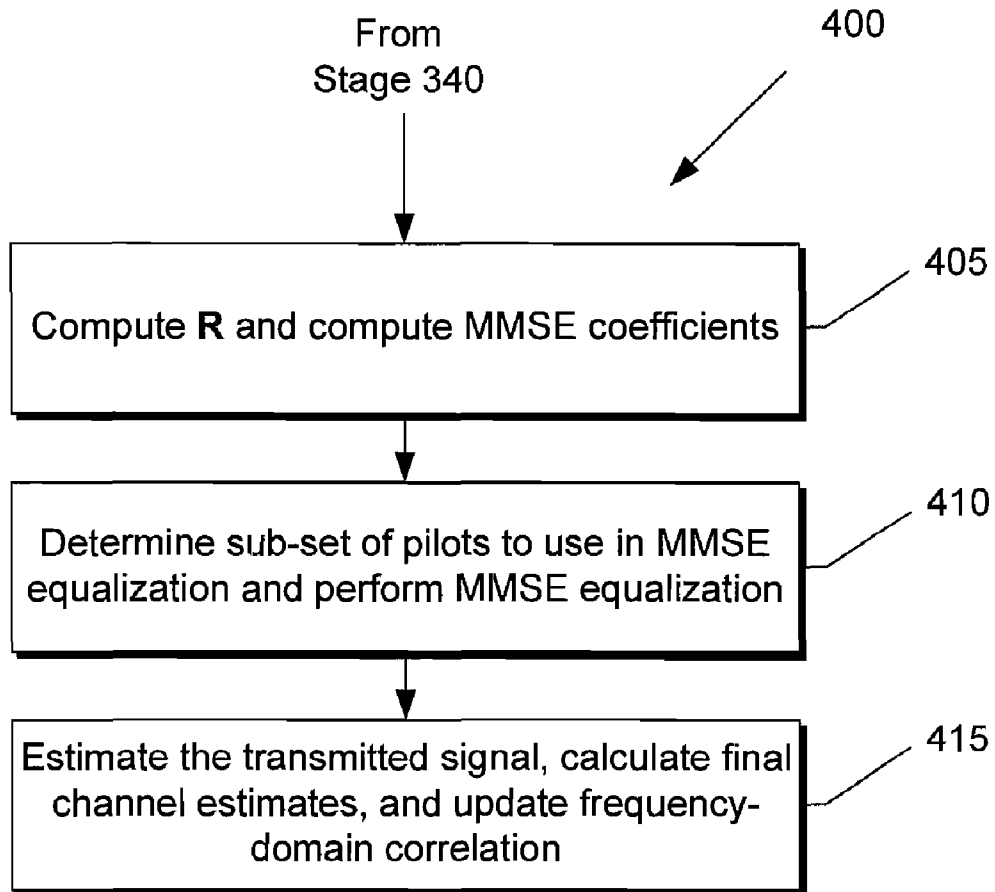 From
Stage 340
400
Compute R and compute MMSE coefficients
405
Determine sub-set of pilots to use in MMSE
equalization and perform MMSE equalization
410
Estimate the transmitted signal, calculate final
channel estimates, and update frequency-
domain correlation
415